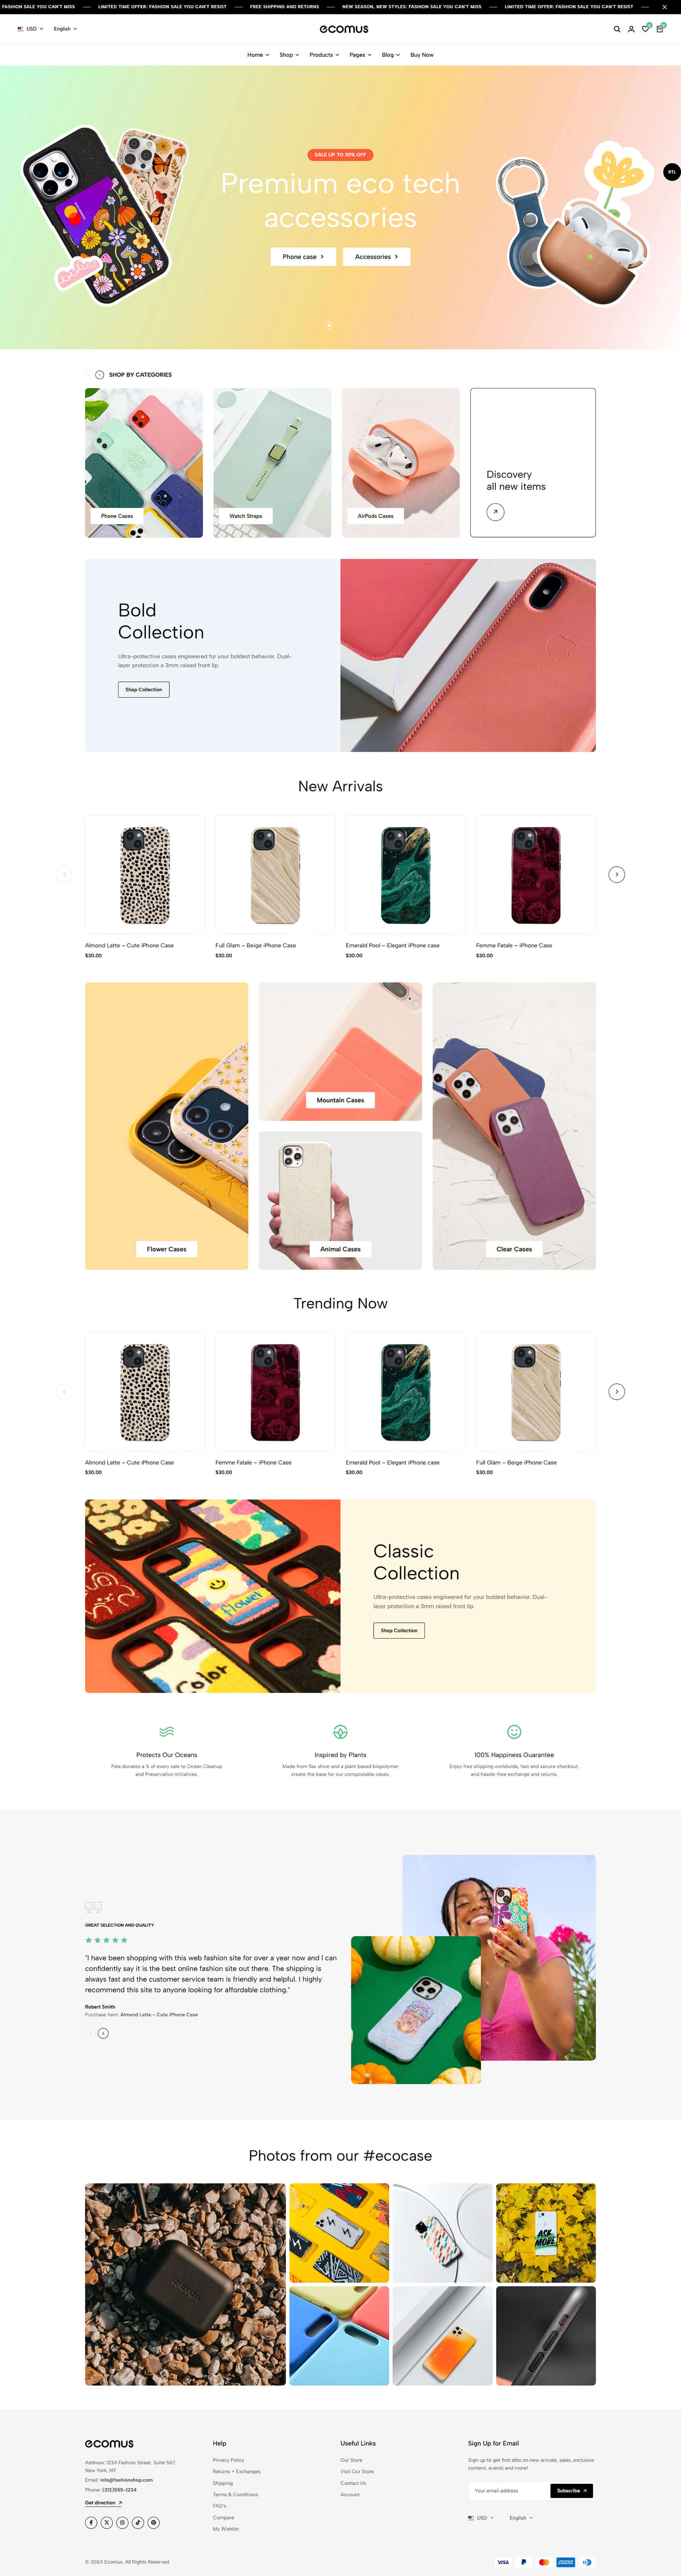 FASHION SALE YOU CAN'T MISS — LIMITED TIME OFFER: FASHION SALE YOU CAN'T RESIST — FREE SHIPPING AND RETURNS — NEW SEASON, NEW STYLES: FASHION SALE YOU CAN'T MISS — LIMITED TIME OFFER: FASHION SALE YOU CAN'T RESIST —
USD English
ecomus
Home Shop Products Pages Blog Buy Now
SALE UP TO 30% OFF
Premium eco tech
accessories
Phone case Accessories
RTL
SHOP BY CATEGORIES
Phone Cases
Watch Straps
AirPods Cases
Discovery
all new items
Bold
Collection
Ultra-protective cases engineered for your boldest behavior. Dual-
layer protection a 3mm raised front lip.
Shop Collection
New Arrivals
Almond Latte – Cute iPhone Case
$30.00
Full Glam – Beige iPhone Case
$30.00
Emerald Pool – Elegant iPhone case
$30.00
Femme Fatale – iPhone Case
$30.00
Mountain Cases
Flower Cases
Animal Cases
Clear Cases
Trending Now
Almond Latte – Cute iPhone Case
$30.00
Femme Fatale – iPhone Case
$30.00
Emerald Pool – Elegant iPhone case
$30.00
Full Glam – Beige iPhone Case
$30.00
flower
Color
Classic
Collection
Ultra-protective cases engineered for your boldest behavior. Dual-
layer protection a 3mm raised front lip.
Shop Collection
Protects Our Oceans
Pela donates a % of every sale to Ocean Cleanup
and Preservation Initiatives.
Inspired by Plants
Made from flax shive and a plant based biopolymer
create the base for our compostable cases.
100% Happiness Guarantee
Enjoy free shipping worldwide, fast and secure checkout,
and hassle-free exchange and returns.
GREAT SELECTION AND QUALITY
"I have been shopping with this web fashion site for over a year now and I can
confidently say it is the best online fashion site out there. The shipping is
always fast and the customer service team is friendly and helpful. I highly
recommend this site to anyone looking for affordable clothing."
Robert Smith
Purchase item: Almond Latte - Cute iPhone Case
Photos from our #ecocase
ASK
MORE
ecomus
Address: 1234 Fashion Street, Suite 567,
New York, NY
Email: info@fashionshop.com
Phone: (212)555-1234
Get direction
Help
Privacy Policy
Returns + Exchanges
Shipping
Terms & Conditions
FAQ's
Compare
My Wishlist
Useful Links
Our Store
Visit Our Store
Contact Us
Account
Sign Up for Email
Sign up to get first dibs on new arrivals, sales, exclusive
content, events and more!
Your email address Subscribe
USD English
© 2024 Ecomus. All Rights Reserved
VISA